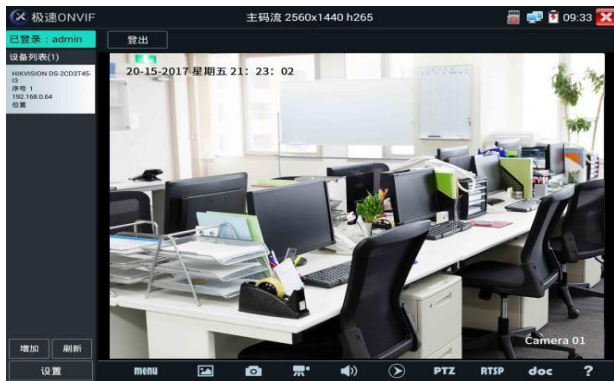 极速ONVIF
主码流 2560x1440 h265
09:33
已登录：admin
登出
设备列表(1)
HIKVISION DS-2CD3T45-
I3
序号 1
192.168.0.64
位置
20-15-2017 星期五 21：23：02
Camera 01
增加
刷新
设置
menu
PTZ
RTSP
doc
?